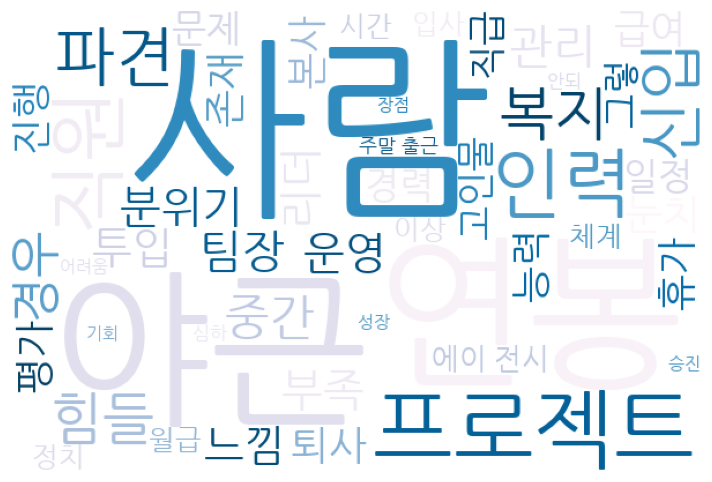 문제
시간
입사
직급
급여
파견
존재
본사
관리
그렇
신입
사람
안되
장점
진행
직원
복지
주말 출근
리더
경력
고인물
인력
일정
눈치
분위기
이상
체계
투입
팀장
운영
능력
휴가
경우
어려움
야근
연봉
중간
성장
기회
심하
평가
에이 전시
승진
부족
힘들
프로젝트
월급
느낌
퇴사
정치